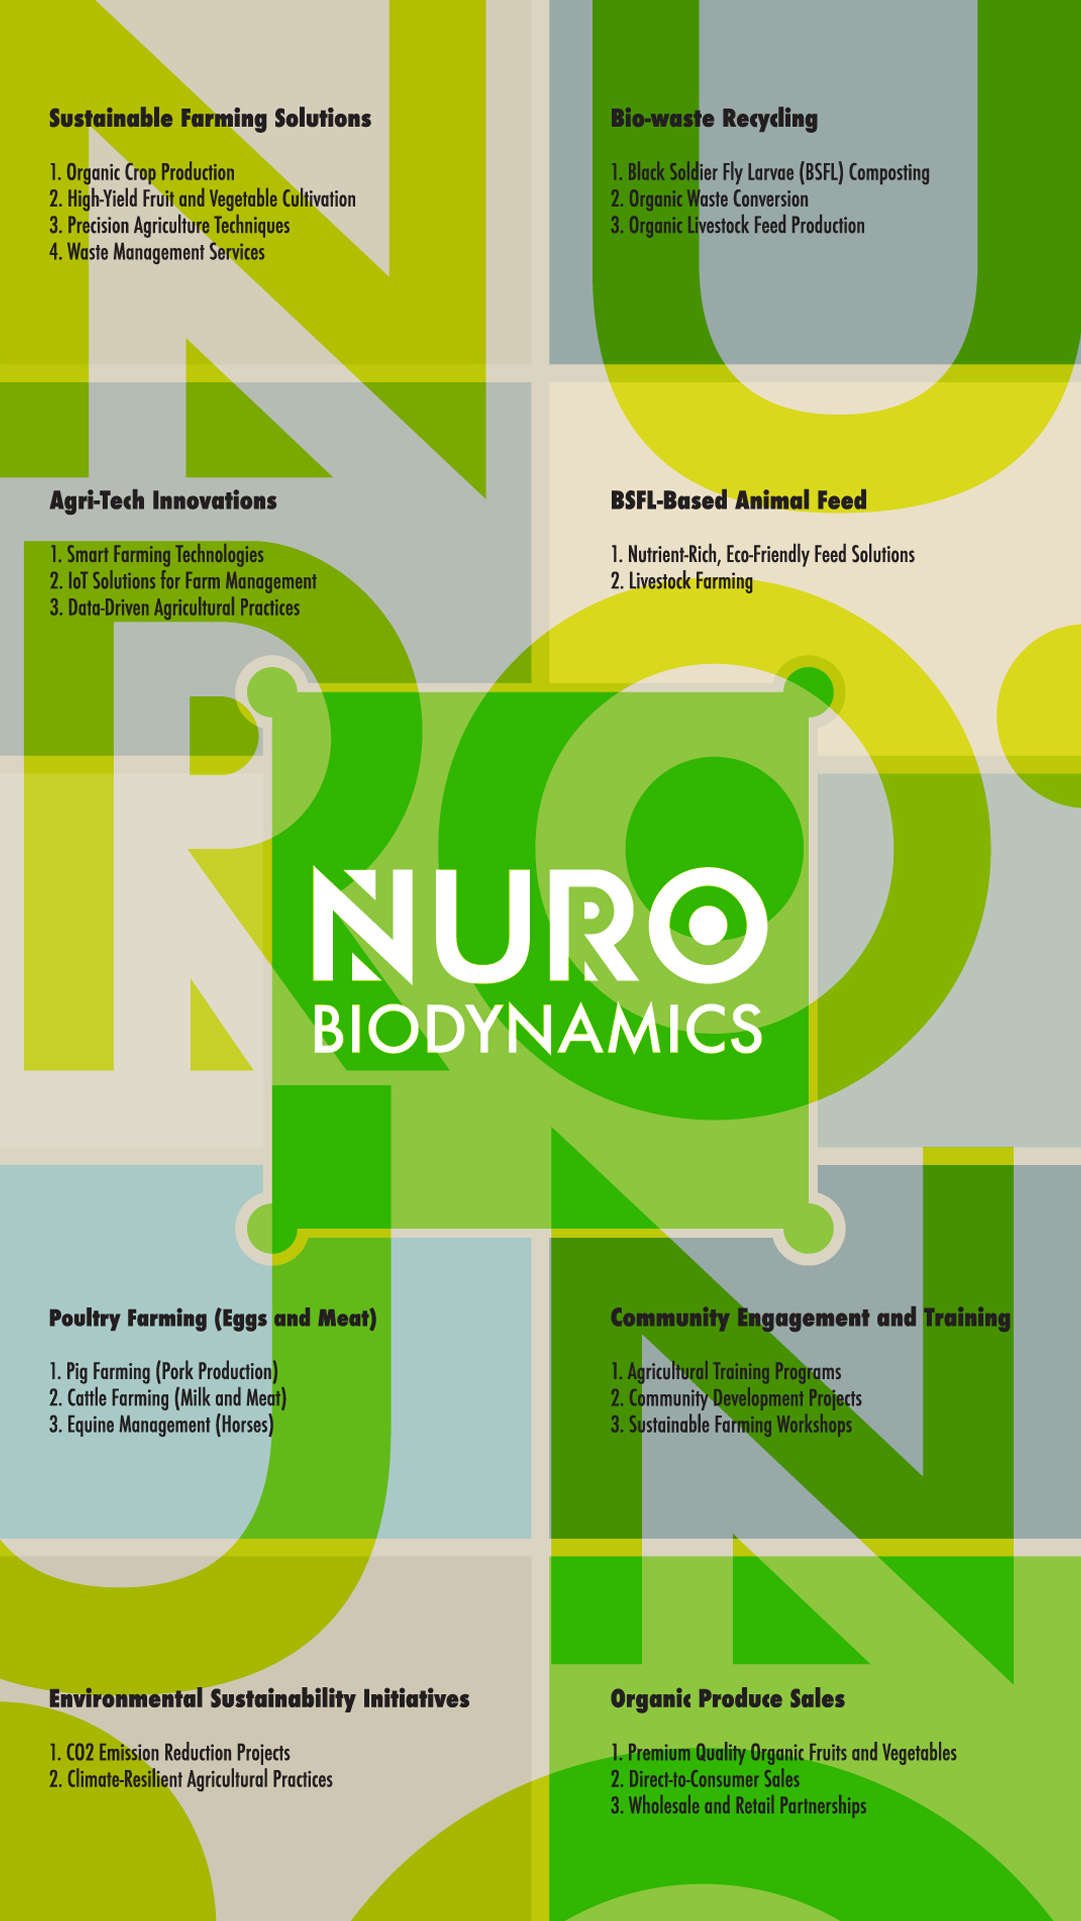 Sustainable Farming Solutions
1. Organic Crop Production
2. High-Yield Fruit and Vegetable Cultivation
3. Precision Agriculture Techniques
4. Waste Management Services
Bio-waste Recycling
1. Black Soldier Fly Larvae (BSFL) Composting
2. Organic Waste Conversion
3. Organic Livestock Feed Production
Agri-Tech Innovations
1. Smart Farming Technologies
2. IoT Solutions for Farm Management
3. Data-Driven Agricultural Practices
BSFL-Based Animal Feed
1. Nutrient-Rich, Eco-Friendly Feed Solutions
2. Livestock Farming
NURO
BIODYNAMICS
Poultry Farming (Eggs and Meat)
1. Pig Farming (Pork Production)
2. Cattle Farming (Milk and Meat)
3. Equine Management (Horses)
Community Engagement and Training
1. Agricultural Training Programs
2. Community Development Projects
3. Sustainable Farming Workshops
Environmental Sustainability Initiatives
1. CO2 Emission Reduction Projects
2. Climate-Resilient Agricultural Practices
Organic Produce Sales
1. Premium Quality Organic Fruits and Vegetables
2. Direct-to-Consumer Sales
3. Wholesale and Retail Partnerships